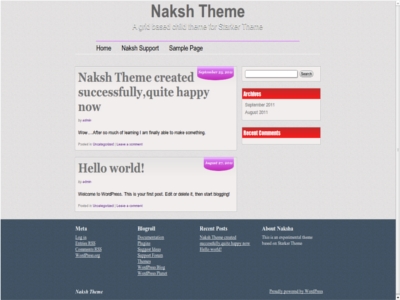 Naksh Theme
A grid based child theme for Starker Theme
Home Naksh Support Sample Page
Naksh Theme created
successfully,quite happy
now
by admin
Wow….After so much of learning I am finally able to make something.
Posted in Uncategorized | Leave a comment
Hello world!
by admin
Welcome to WordPress. This is your first post. Edit or delete it, then start blogging!
Posted in Uncategorized | Leave a comment
Search
Archives
September 2011
August 2011
Recent Comments
Meta
Log in
Entries RSS
Comments RSS
WordPress.org
Blogroll
Documentation
Plugins
Suggest Ideas
Support Forum
Themes
WordPress Blog
WordPress Planet
Recent Posts
Naksh Theme created
successfully,quite happy now
Hello world!
About Naksha
This is an experimental theme
based on Starker Theme
Naksh Theme
Proudly powered by WordPress